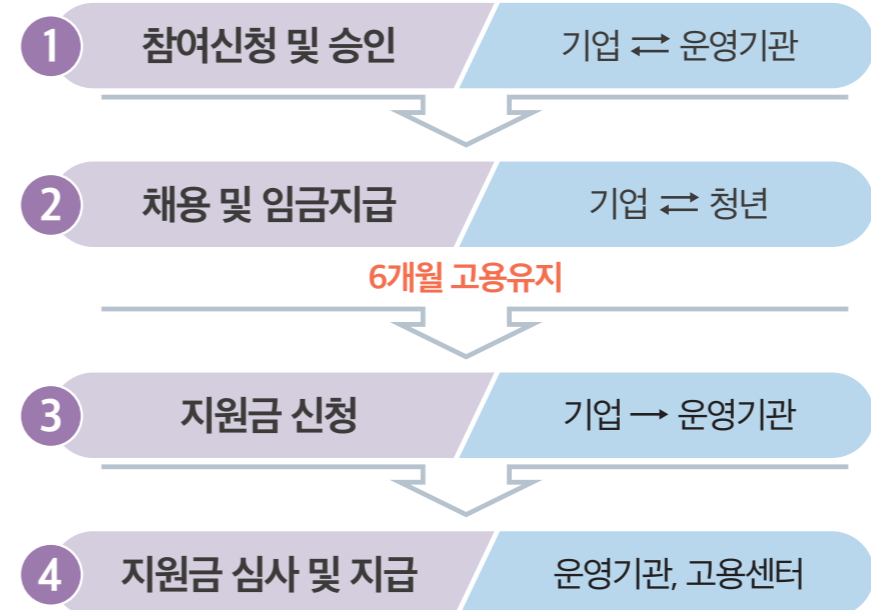 1 참여신청 및 승인 기업 ⇄ 운영기관
2 채용 및 임금지급 기업 ⇄ 청년
6개월 고용유지
3 지원금 신청 기업 → 운영기관
4 지원금 심사 및 지급 운영기관, 고용센터